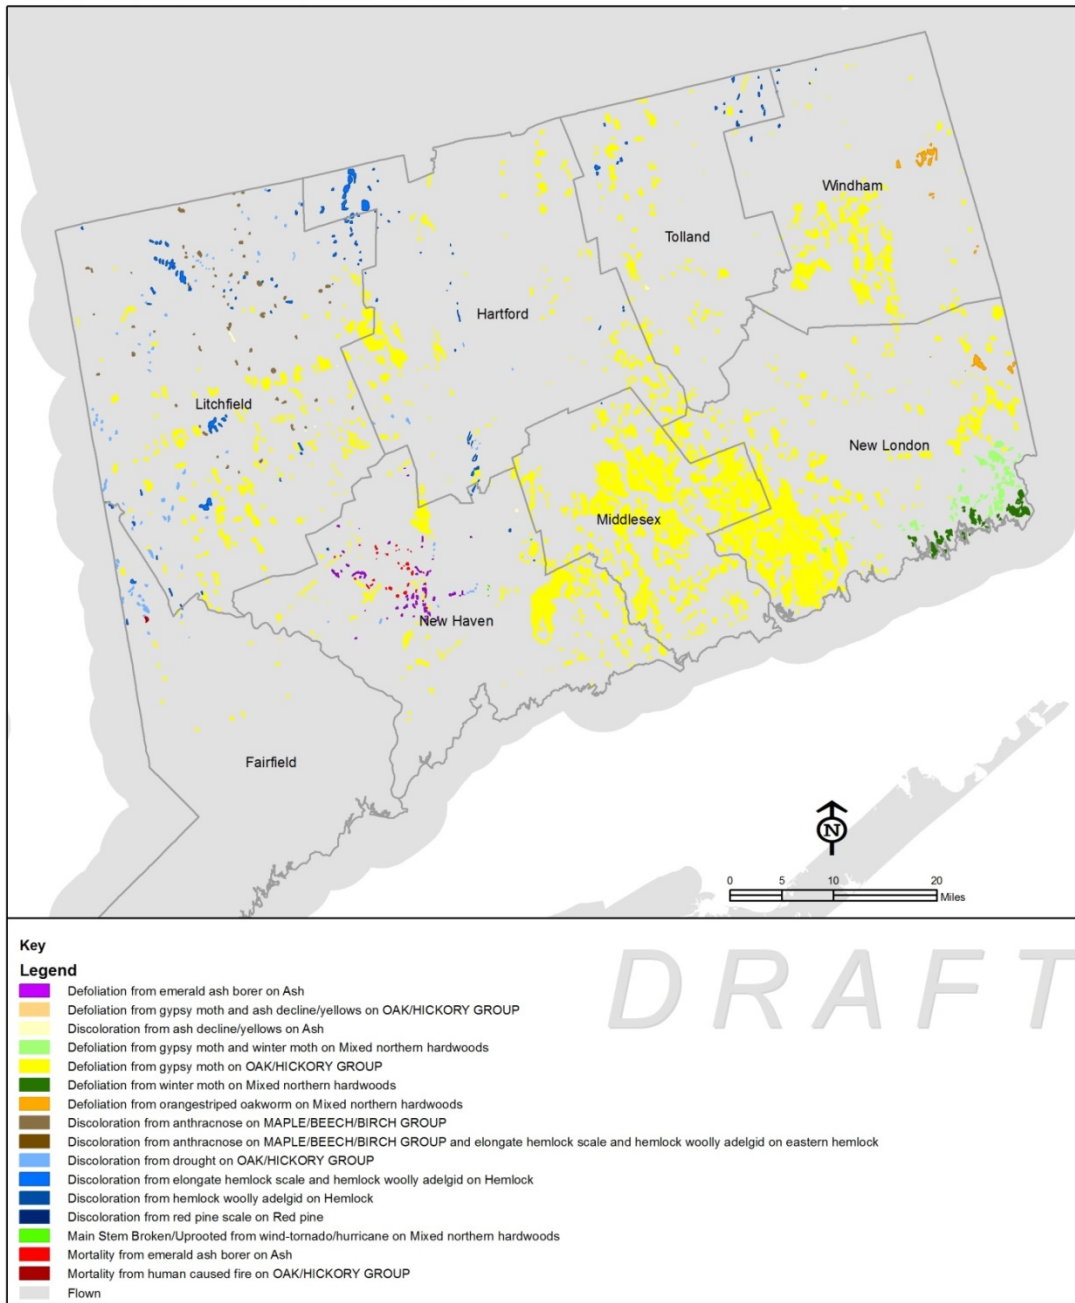 Windham
Tolland
Hartford
Litchfield
New London
Middlesex
New Haven
Fairfield
N
0 5 10 20
Miles
Key
Legend
DRAFT
Defoliation from emerald ash borer on Ash
Defoliation from gypsy moth and ash decline/yellows on OAK/HICKORY GROUP
Discoloration from ash decline/yellows on Ash
Defoliation from gypsy moth and winter moth on Mixed northern hardwoods
Defoliation from gypsy moth on OAK/HICKORY GROUP
Defoliation from winter moth on Mixed northern hardwoods
Defoliation from orangestriped oakworm on Mixed northern hardwoods
Discoloration from anthracnose on MAPLE/BEECH/BIRCH GROUP
Discoloration from anthracnose on MAPLE/BEECH/BIRCH GROUP and elongate hemlock scale and hemlock woolly adelgid on eastern hemlock
Discoloration from drought on OAK/HICKORY GROUP
Discoloration from elongate hemlock scale and hemlock woolly adelgid on Hemlock
Discoloration from hemlock woolly adelgid on Hemlock
Discoloration from red pine scale on Red pine
Main Stem Broken/Uprooted from wind-tornado/hurricane on Mixed northern hardwoods
Mortality from emerald ash borer on Ash
Mortality from human caused fire on OAK/HICKORY GROUP
Flown